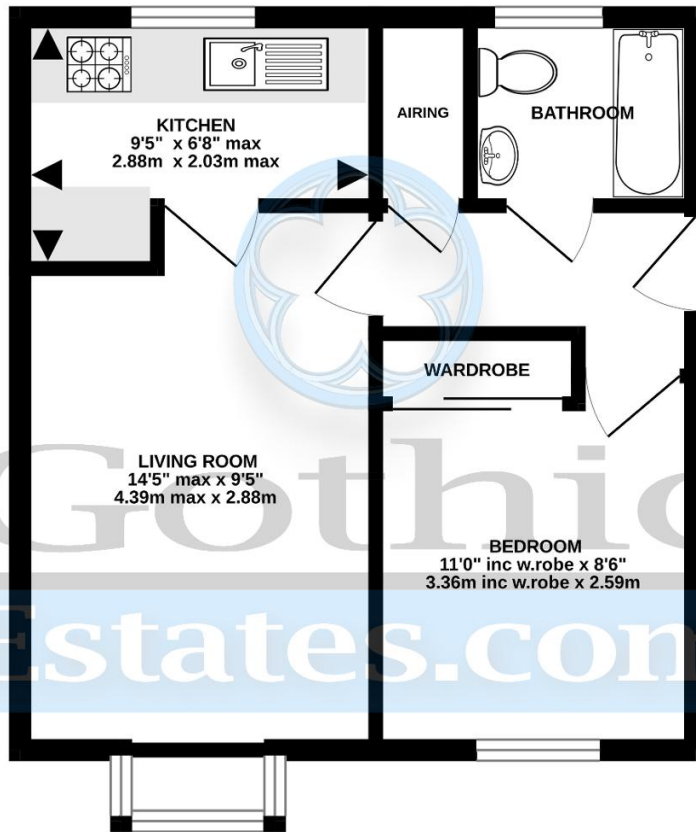 KITCHEN
9'5" x 6'8" max
2.88m x 2.03m max
AIRING
BATHROOM
WARDROBE
LIVING ROOM
14'5" max x 9'5"
4.39m max x 2.88m
BEDROOM
11'0" inc w.robe x 8'6"
3.36m inc w.robe x 2.59m
Gothic
Estates.com